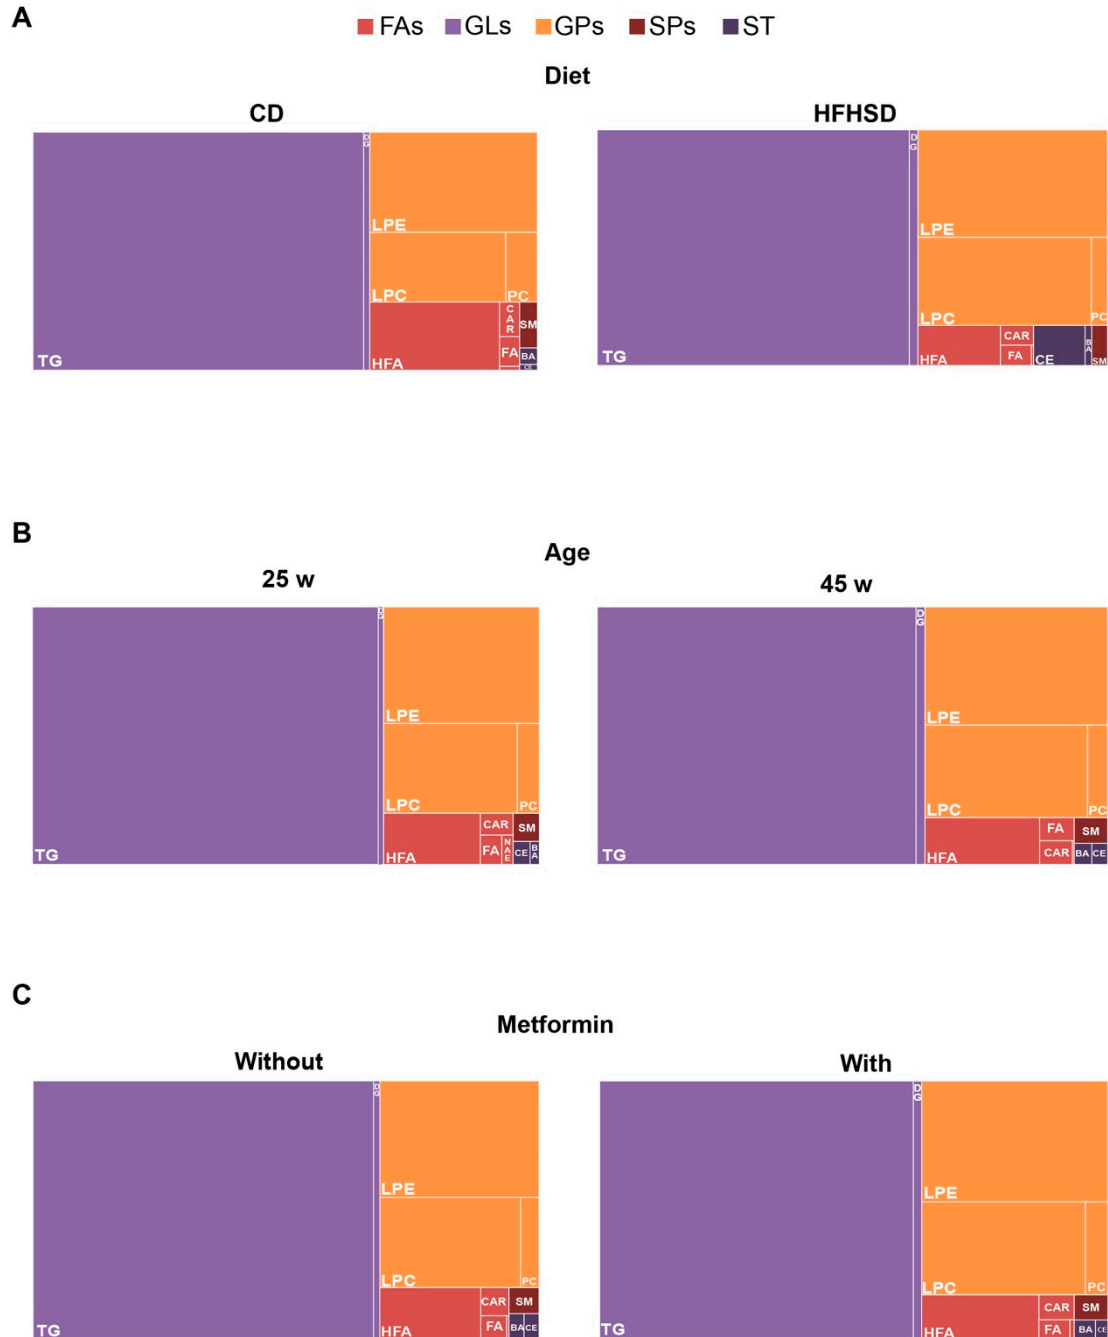 A
FAs GLs GPs SPs ST
Diet
CD
HFHSD
TG
DG
LPE
LPC
PC
HFA
CAR
FA
SM
BA
CE
TG
DG
LPE
LPC
PC
HFA
CAR
FA
CE
BA
SM
B
Age
25 w
45 w
TG
DG
LPE
LPC
PC
HFA
CAR
FA
NAE
SM
CE
BA
TG
DG
LPE
LPC
PC
HFA
FA
CAR
SM
BA
CE
C
Metformin
Without
With
TG
DG
LPE
LPC
PC
HFA
CAR
FA
SM
BA
CE
TG
DG
LPE
LPC
PC
HFA
CAR
FA
SM
BA
CE